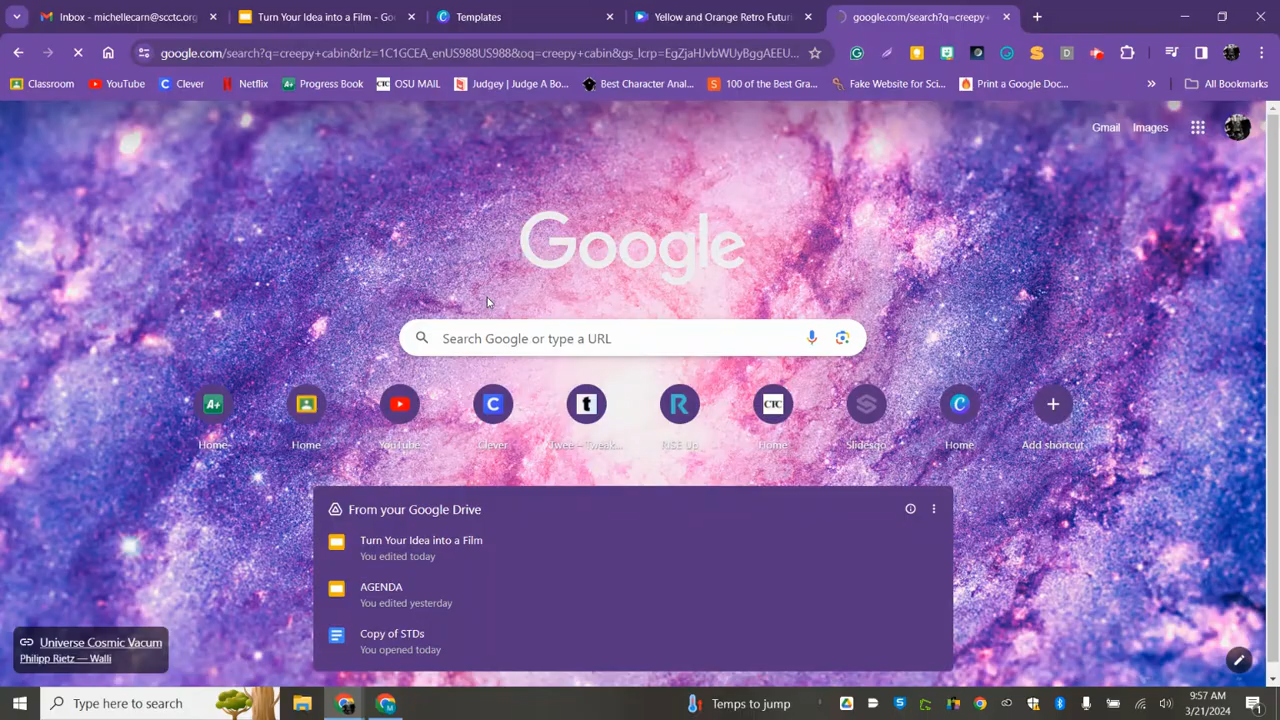 Inbox - michellecarn@scctc.org
Turn Your Idea into a Film - Go
Templates
Yellow and Orange Retro Futuri
google.com/search?q=creepy+
google.com/search?q=creepy+cabin&rlz=1C1GCEA_enUS988US988&oq=creepy+cabin&gs_lcrp=EgZjaHJvbWUyBggAEEU...
Classroom YouTube Clever Netflix Progress Book OSU MAIL Judgey | Judge A Bo... Best Character Anal... 100 of the Best Gra... Fake Website for Sci... Print a Google Doc... » All Bookmarks
Gmail Images
Google
Search Google or type a URL
Home Home YouTube Clever Twee – Tweak... RISE Up Home Slidesgo Home Add shortcut
From your Google Drive
Turn Your Idea into a Film
You edited today
AGENDA
You edited yesterday
Copy of STDs
You opened today
Universe Cosmic Vacum
Philipp Rietz — Walli
Type here to search
Temps to jump
9:57 AM
3/21/2024